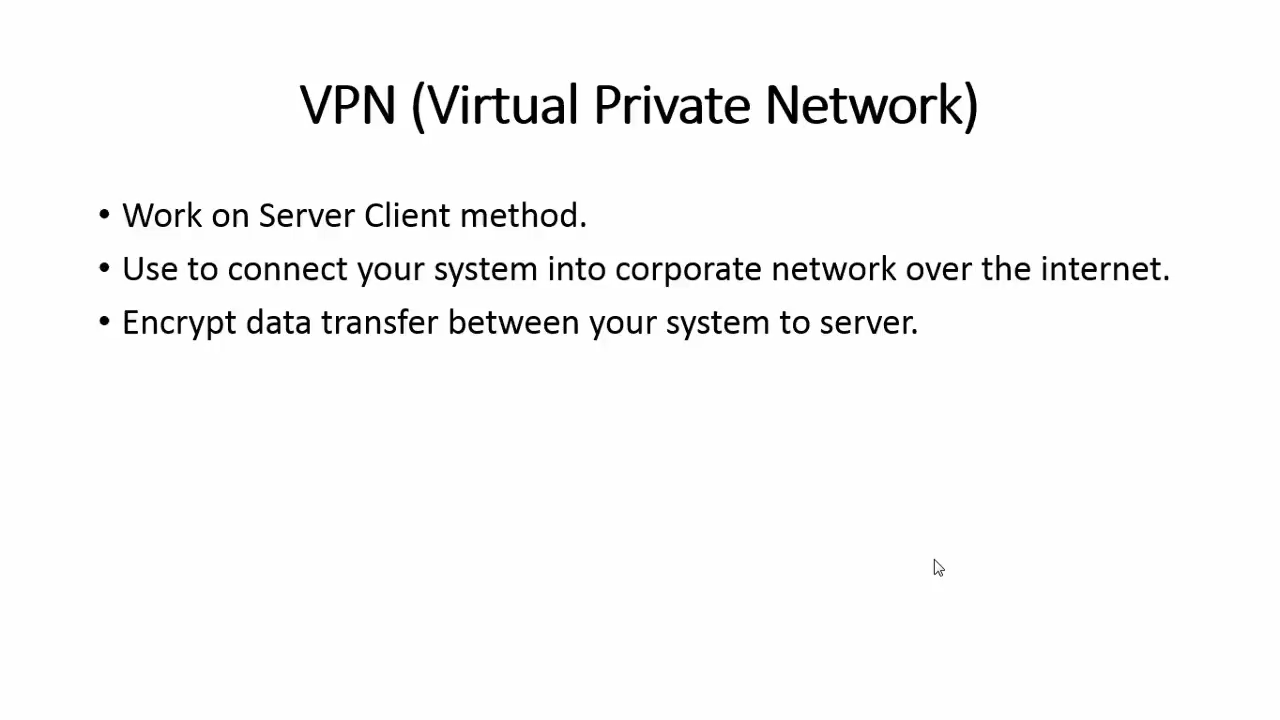 VPN (Virtual Private Network)
• Work on Server Client method.
• Use to connect your system into corporate network over the internet.
• Encrypt data transfer between your system to server.